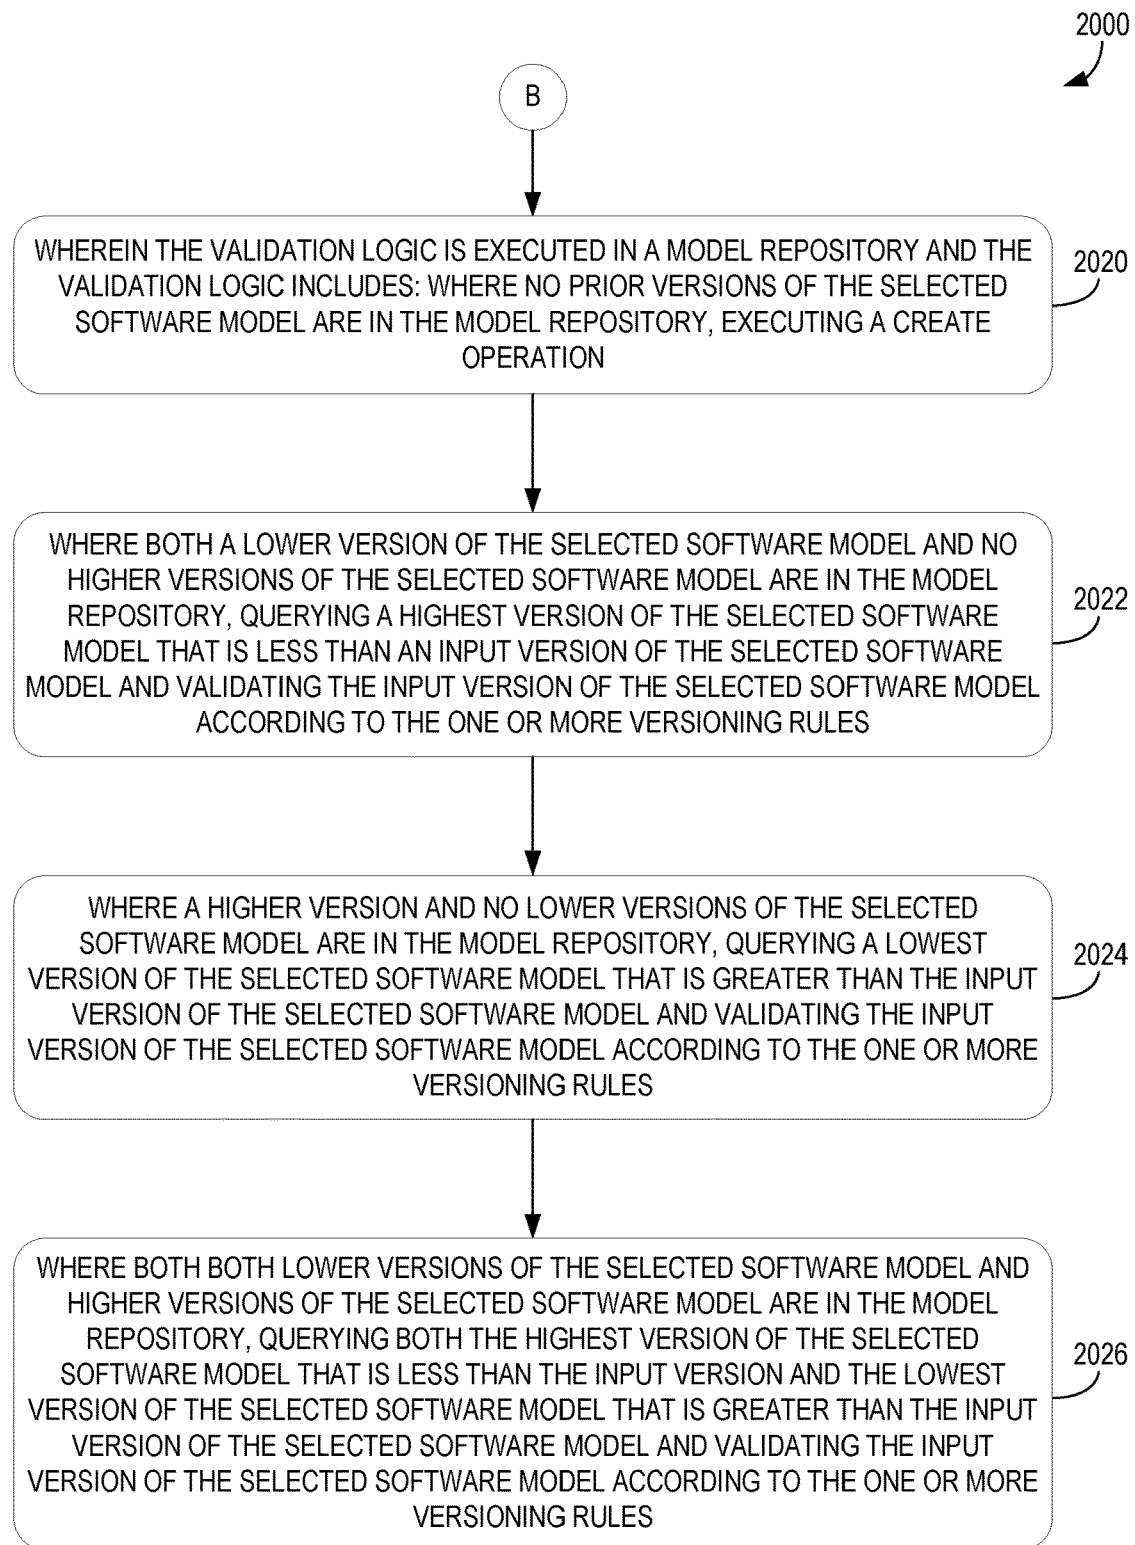 2000
B
WHEREIN THE VALIDATION LOGIC IS EXECUTED IN A MODEL REPOSITORY AND THE
VALIDATION LOGIC INCLUDES: WHERE NO PRIOR VERSIONS OF THE SELECTED
SOFTWARE MODEL ARE IN THE MODEL REPOSITORY, EXECUTING A CREATE
OPERATION
2020
WHERE BOTH A LOWER VERSION OF THE SELECTED SOFTWARE MODEL AND NO
HIGHER VERSIONS OF THE SELECTED SOFTWARE MODEL ARE IN THE MODEL
REPOSITORY, QUERYING A HIGHEST VERSION OF THE SELECTED SOFTWARE
MODEL THAT IS LESS THAN AN INPUT VERSION OF THE SELECTED SOFTWARE
MODEL AND VALIDATING THE INPUT VERSION OF THE SELECTED SOFTWARE MODEL
ACCORDING TO THE ONE OR MORE VERSIONING RULES
2022
WHERE A HIGHER VERSION AND NO LOWER VERSIONS OF THE SELECTED
SOFTWARE MODEL ARE IN THE MODEL REPOSITORY, QUERYING A LOWEST
VERSION OF THE SELECTED SOFTWARE MODEL THAT IS GREATER THAN THE INPUT
VERSION OF THE SELECTED SOFTWARE MODEL AND VALIDATING THE INPUT
VERSION OF THE SELECTED SOFTWARE MODEL ACCORDING TO THE ONE OR MORE
VERSIONING RULES
2024
WHERE BOTH BOTH LOWER VERSIONS OF THE SELECTED SOFTWARE MODEL AND
HIGHER VERSIONS OF THE SELECTED SOFTWARE MODEL ARE IN THE MODEL
REPOSITORY, QUERYING BOTH THE HIGHEST VERSION OF THE SELECTED
SOFTWARE MODEL THAT IS LESS THAN THE INPUT VERSION AND THE LOWEST
VERSION OF THE SELECTED SOFTWARE MODEL THAT IS GREATER THAN THE INPUT
VERSION OF THE SELECTED SOFTWARE MODEL AND VALIDATING THE INPUT
VERSION OF THE SELECTED SOFTWARE MODEL ACCORDING TO THE ONE OR MORE
VERSIONING RULES
2026